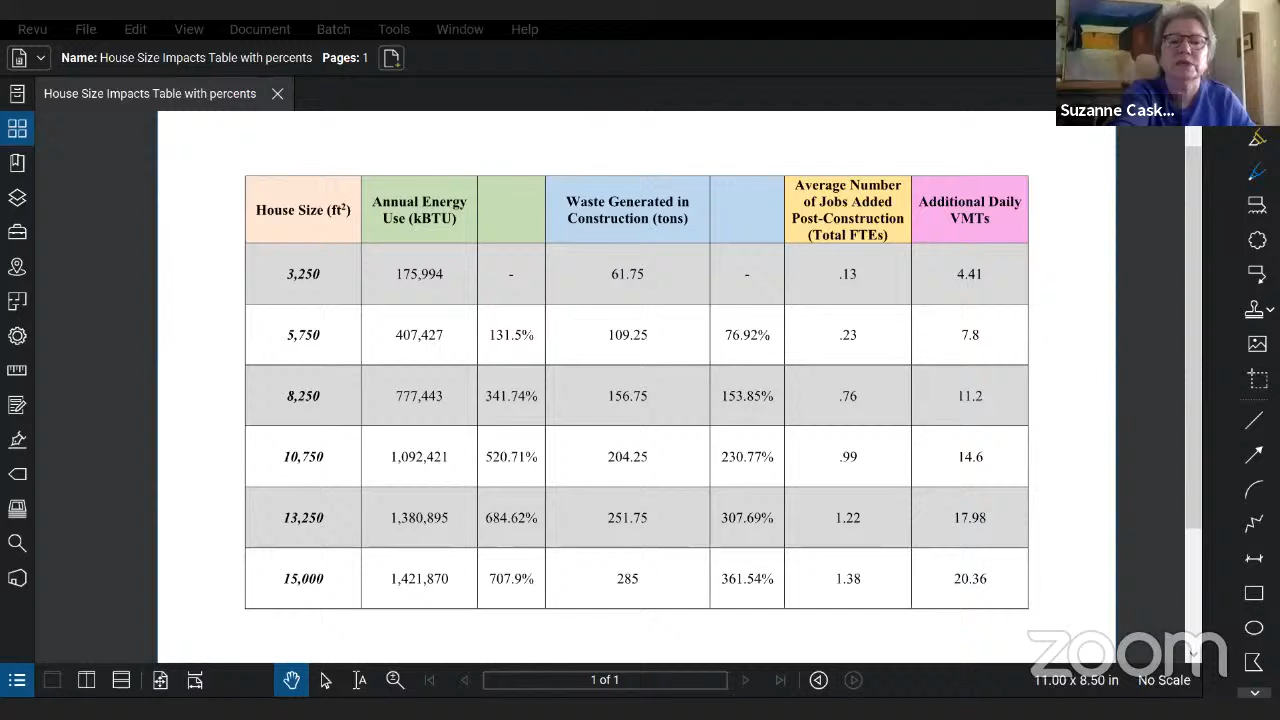 Revu File Edit View Document Batch Tools Window Help
Name: House Size Impacts Table with percents Pages: 1
House Size Impacts Table with percents
Suzanne Cask...
House Size (ft²)
Annual Energy
Use (kBTU)
Waste Generated in
Construction (tons)
Average Number
of Jobs Added
Post-Construction
(Total FTEs)
Additional Daily
VMTs
3,250 175,994 - 61.75 - .13 4.41
5,750 407,427 131.5% 109.25 76.92% .23 7.8
8,250 777,443 341.74% 156.75 153.85% .76 11.2
10,750 1,092,421 520.71% 204.25 230.77% .99 14.6
13,250 1,380,895 684.62% 251.75 307.69% 1.22 17.98
15,000 1,421,870 707.9% 285 361.54% 1.38 20.36
zoom
1 of 1
11.00 x 8.50 in No Scale